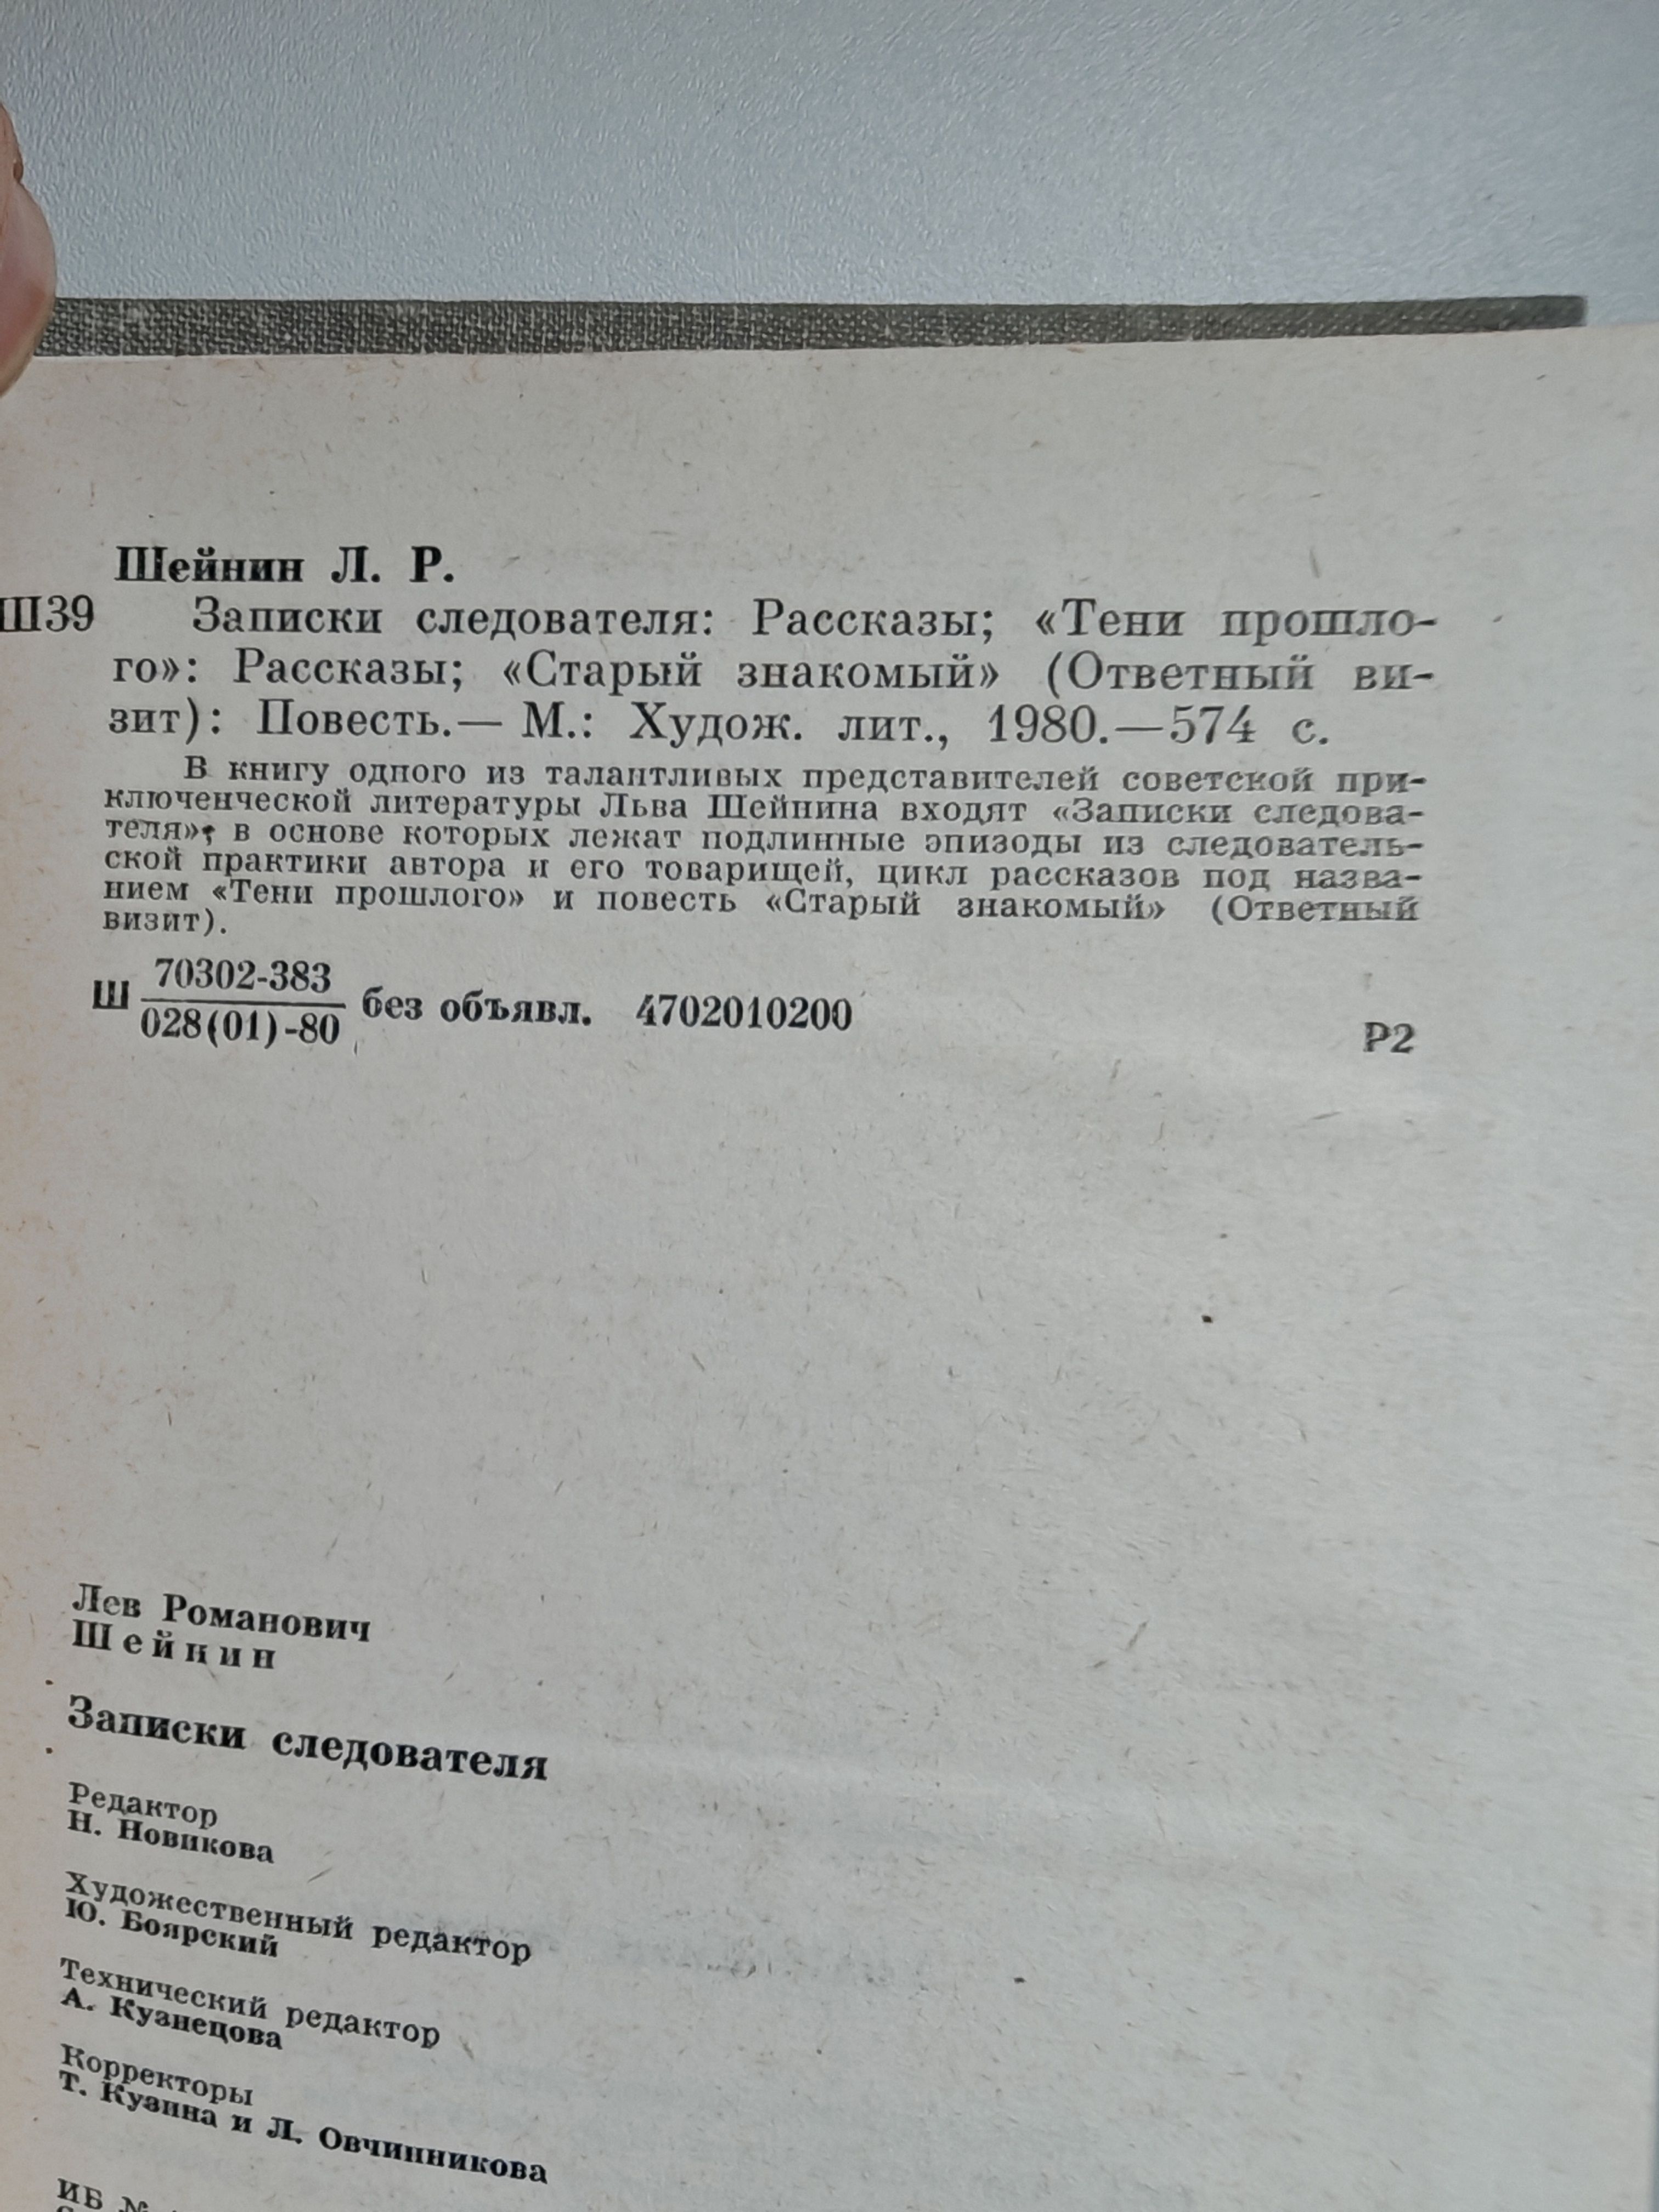 Шейнин Л. Р.
Ш39 Записки следователя: Рассказы; «Тени прошло-
го»: Рассказы; «Старый знакомый» (Ответный ви-
зит): Повесть.— М.: Худож. лит., 1980.—574 с.
В книгу одного из талантливых представителей советской при-
ключенческой литературы Льва Шейнина входят «Записки следова-
теля», в основе которых лежат подлинные эпизоды из следователь-
ской практики автора и его товарищей, цикл рассказов под назва-
нием «Тени прошлого» и повесть «Старый знакомый» (Ответный
визит).
Ш 70302-383
028(01)-80 без объявл. 4702010200
Р2
Лев Романович
Шейнин
Записки следователя
Редактор
Н. Новикова
Художественный редактор
Ю. Боярский
Технический редактор
А. Кузнецова
Корректоры
Т. Кузина и Л. Овчинникова
ИБ №